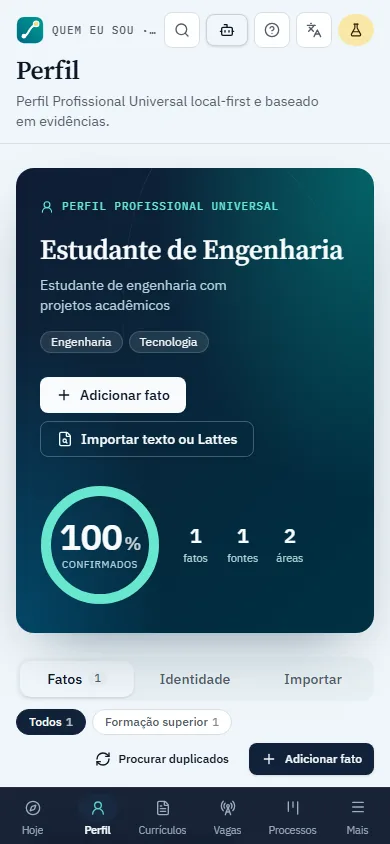 QUEM EU SOU ·…
Perfil
Perfil Profissional Universal local-first e baseado
em evidências.
PERFIL PROFISSIONAL UNIVERSAL
Estudante de Engenharia
Estudante de engenharia com
projetos acadêmicos
Engenharia Tecnologia
Adicionar fato
Importar texto ou Lattes
100%
CONFIRMADOS
1 1 2
fatos fontes áreas
Fatos 1 Identidade Importar
Todos 1 Formação superior 1
Procurar duplicados Adicionar fato
Hoje Perfil Currículos Vagas Processos Mais